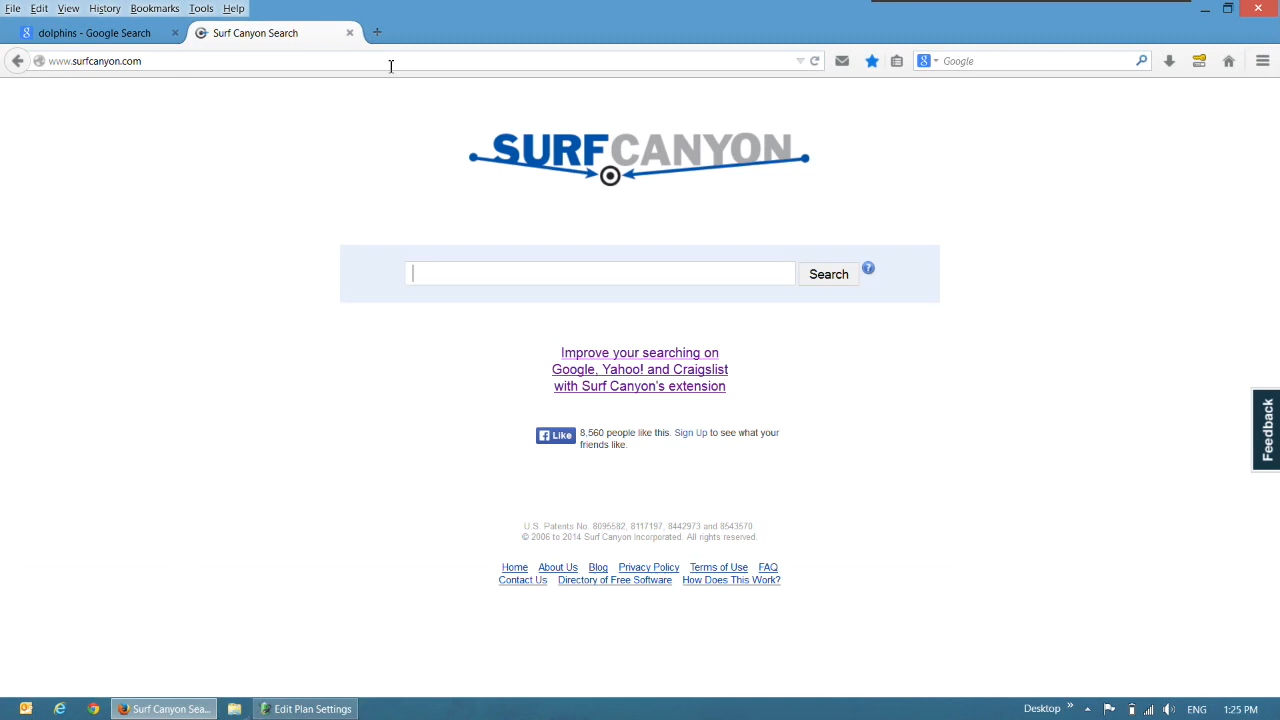 File Edit View History Bookmarks Tools Help
dolphins - Google Search
Surf Canyon Search
www.surfcanyon.com
Google
SURFCANYON
Search
Improve your searching on
Google, Yahoo! and Craigslist
with Surf Canyon's extension
Like
8,560 people like this. Sign Up to see what your
friends like.
Feedback
U.S. Patents No. 8095582, 8117197, 8442973 and 8543570.
© 2006 to 2014 Surf Canyon Incorporated. All rights reserved.
Home About Us Blog Privacy Policy Terms of Use FAQ
Contact Us Directory of Free Software How Does This Work?
Surf Canyon Sea...
Edit Plan Settings
Desktop
ENG
1:25 PM